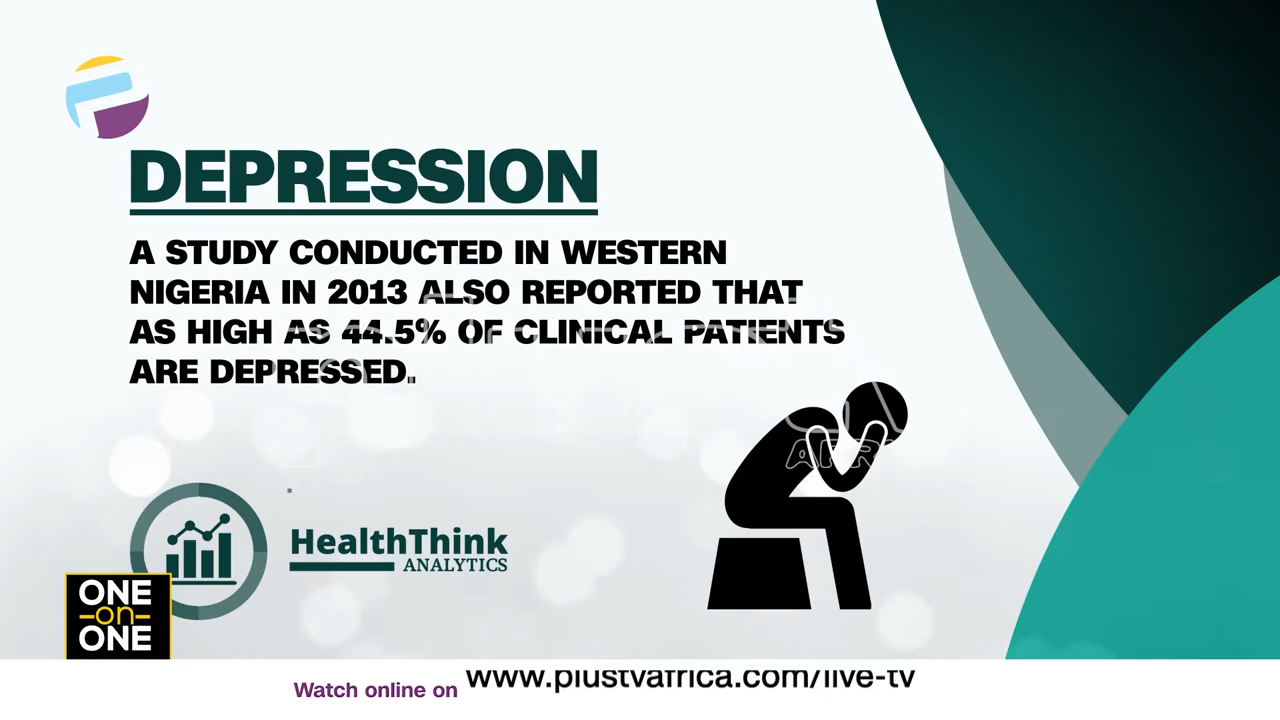 DEPRESSION
A STUDY CONDUCTED IN WESTERN
NIGERIA IN 2013 ALSO REPORTED THAT
AS HIGH AS 44.5% OF CLINICAL PATIENTS
ARE DEPRESSED.
HealthThink
ANALYTICS
ONE
-on-
ONE
Watch online on www.plustvafrica.com/live-tv